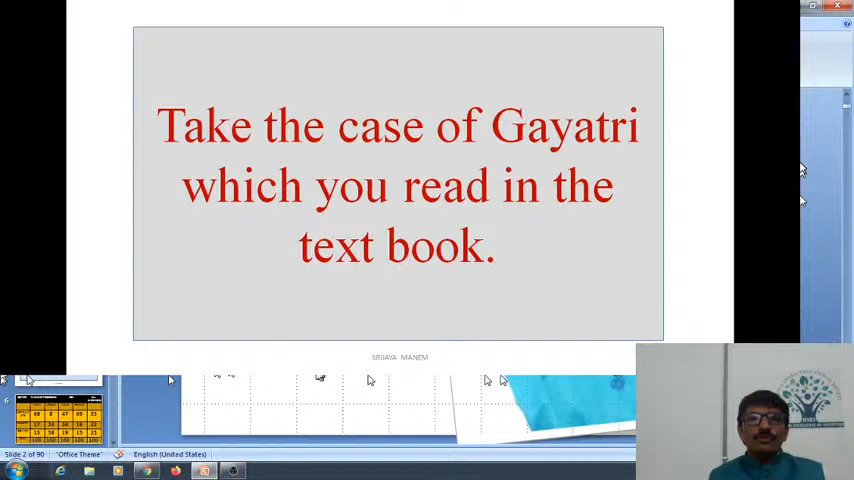 Take the case of Gayatri
which you read in the
text book.
SRIJAYA MANEM
6
Slide 2 of 90
"Office Theme"
English (United States)